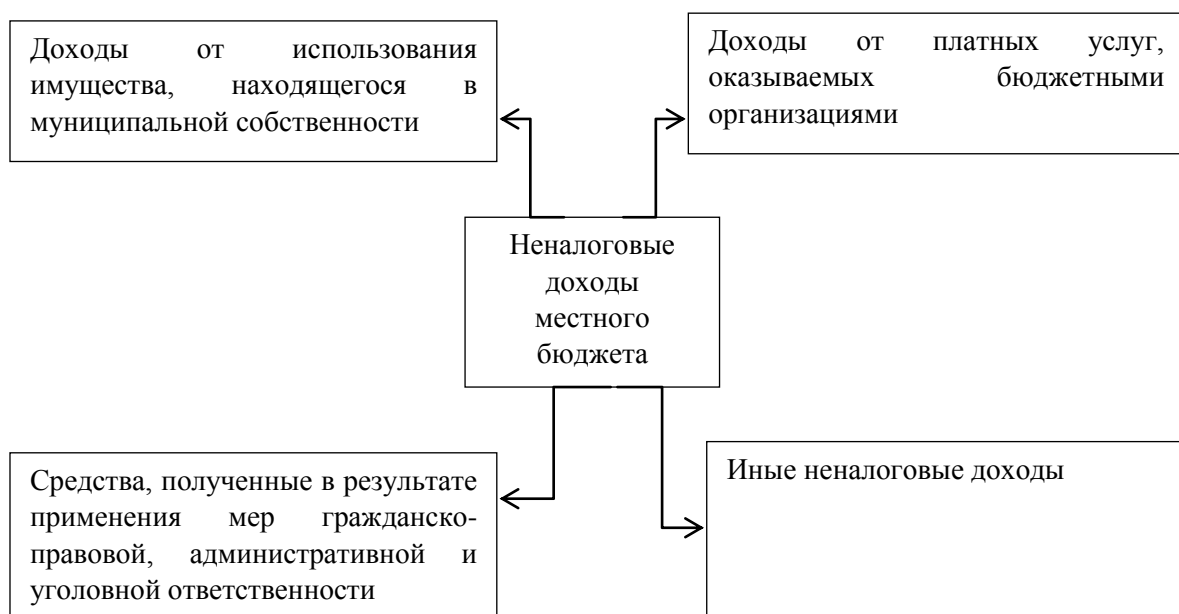 Доходы от использования
имущества, находящегося в
муниципальной собственности
Доходы от платных услуг,
оказываемых бюджетными
организациями
Неналоговые
доходы
местного
бюджета
Средства, полученные в результате
применения мер гражданско-
правовой, административной и
уголовной ответственности
Иные неналоговые доходы